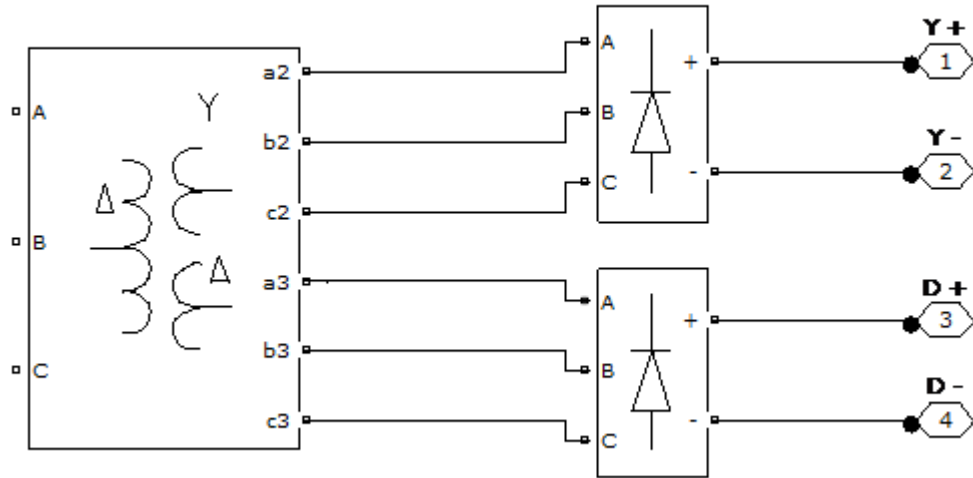 A
B
C
Y
Δ
Δ
a2
b2
c2
a3
b3
c3
A
B
C
+
-
A
B
C
+
-
Y+
1
Y-
2
D+
3
D-
4